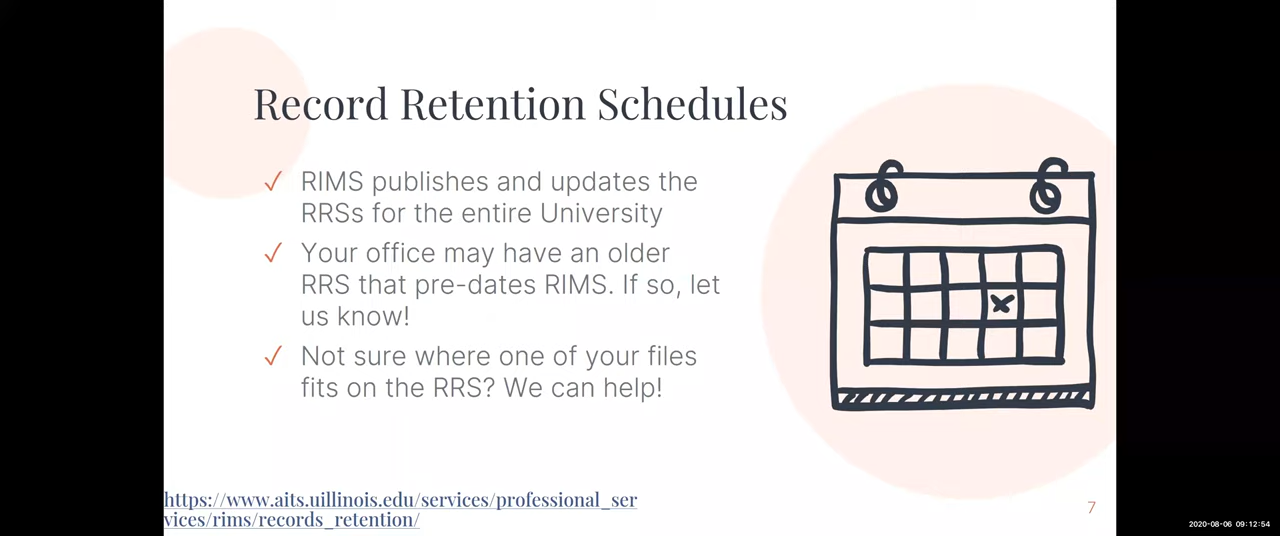 Record Retention Schedules
✓ RIMS publishes and updates the
RRSs for the entire University
✓ Your office may have an older
RRS that pre-dates RIMS. If so, let
us know!
✓ Not sure where one of your files
fits on the RRS? We can help!
https://www.aits.uillinois.edu/services/professional_ser
vices/rims/records_retention/
7
2020-08-06 09:12:54